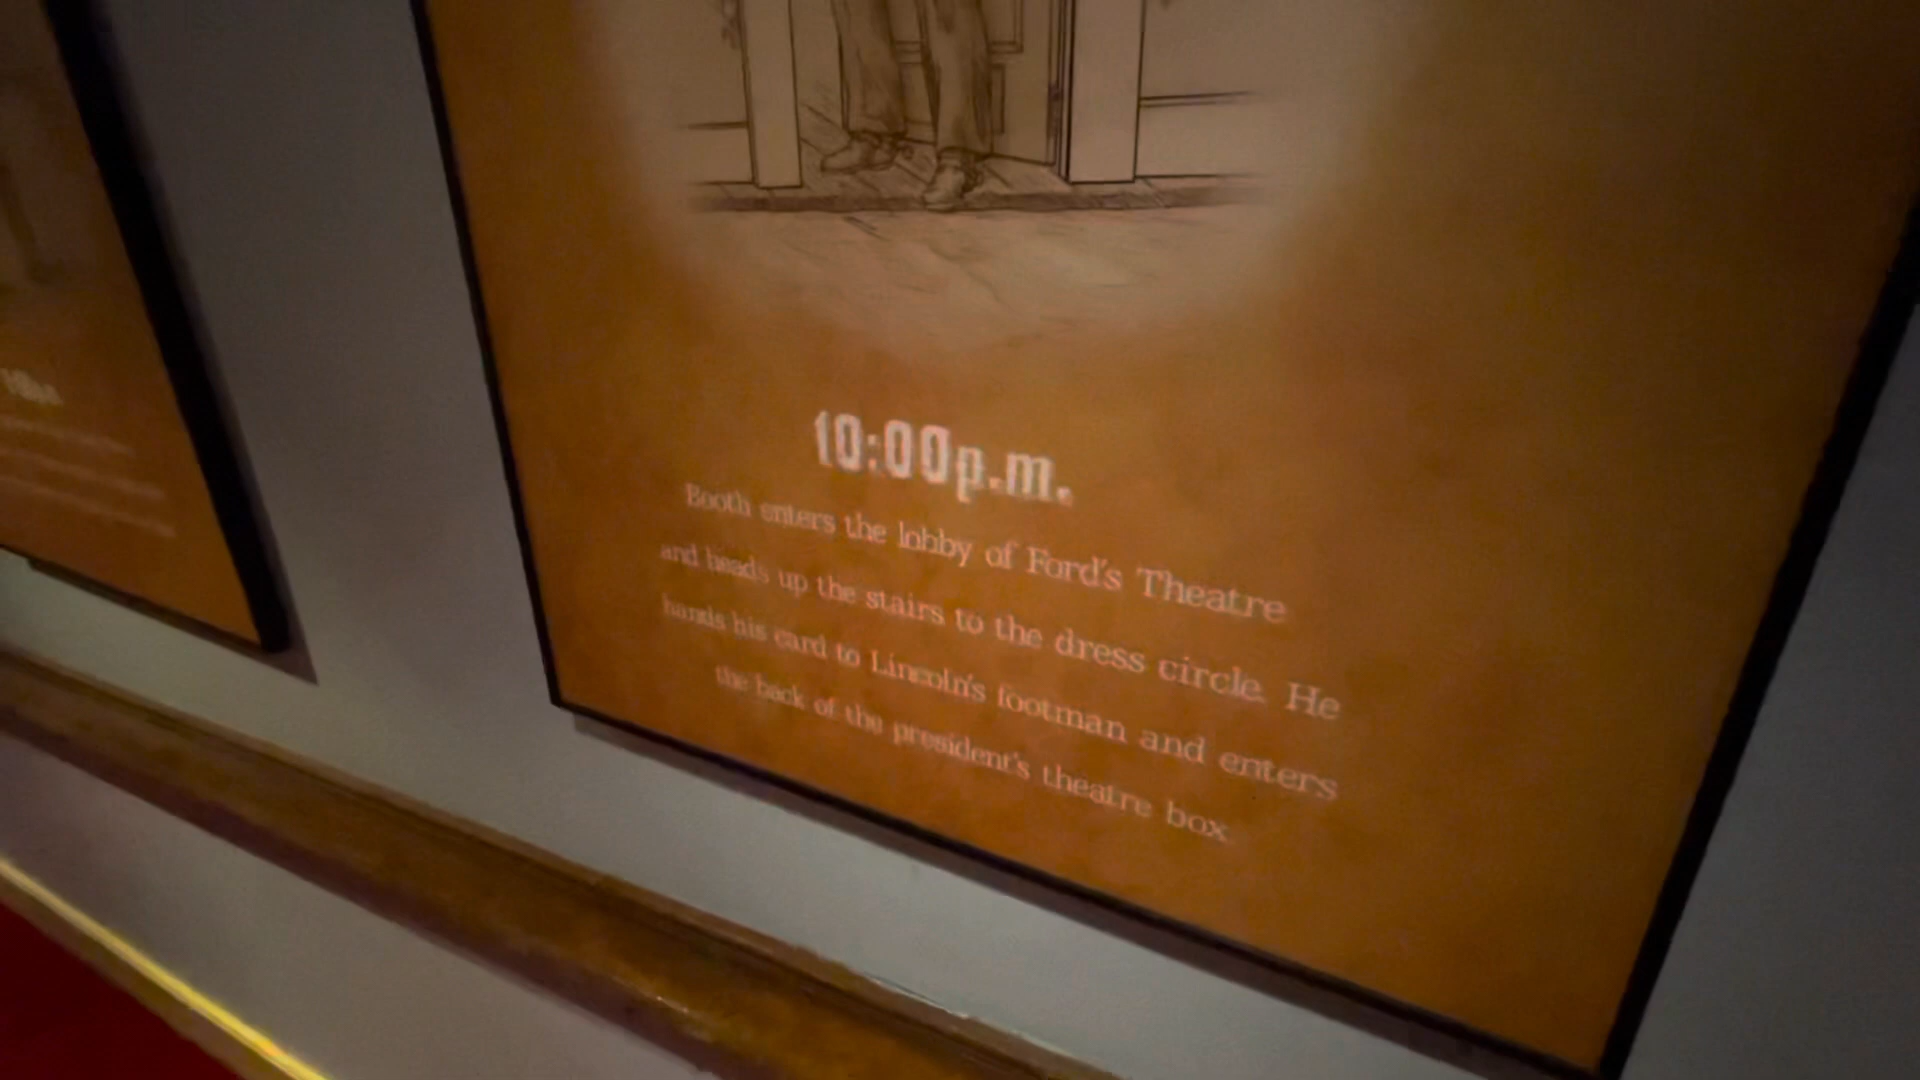 10:00p.m.
Booth enters the lobby of Ford's Theatre
and heads up the stairs to the dress circle. He
hands his card to Lincoln's footman and enters
the back of the president's theatre box.